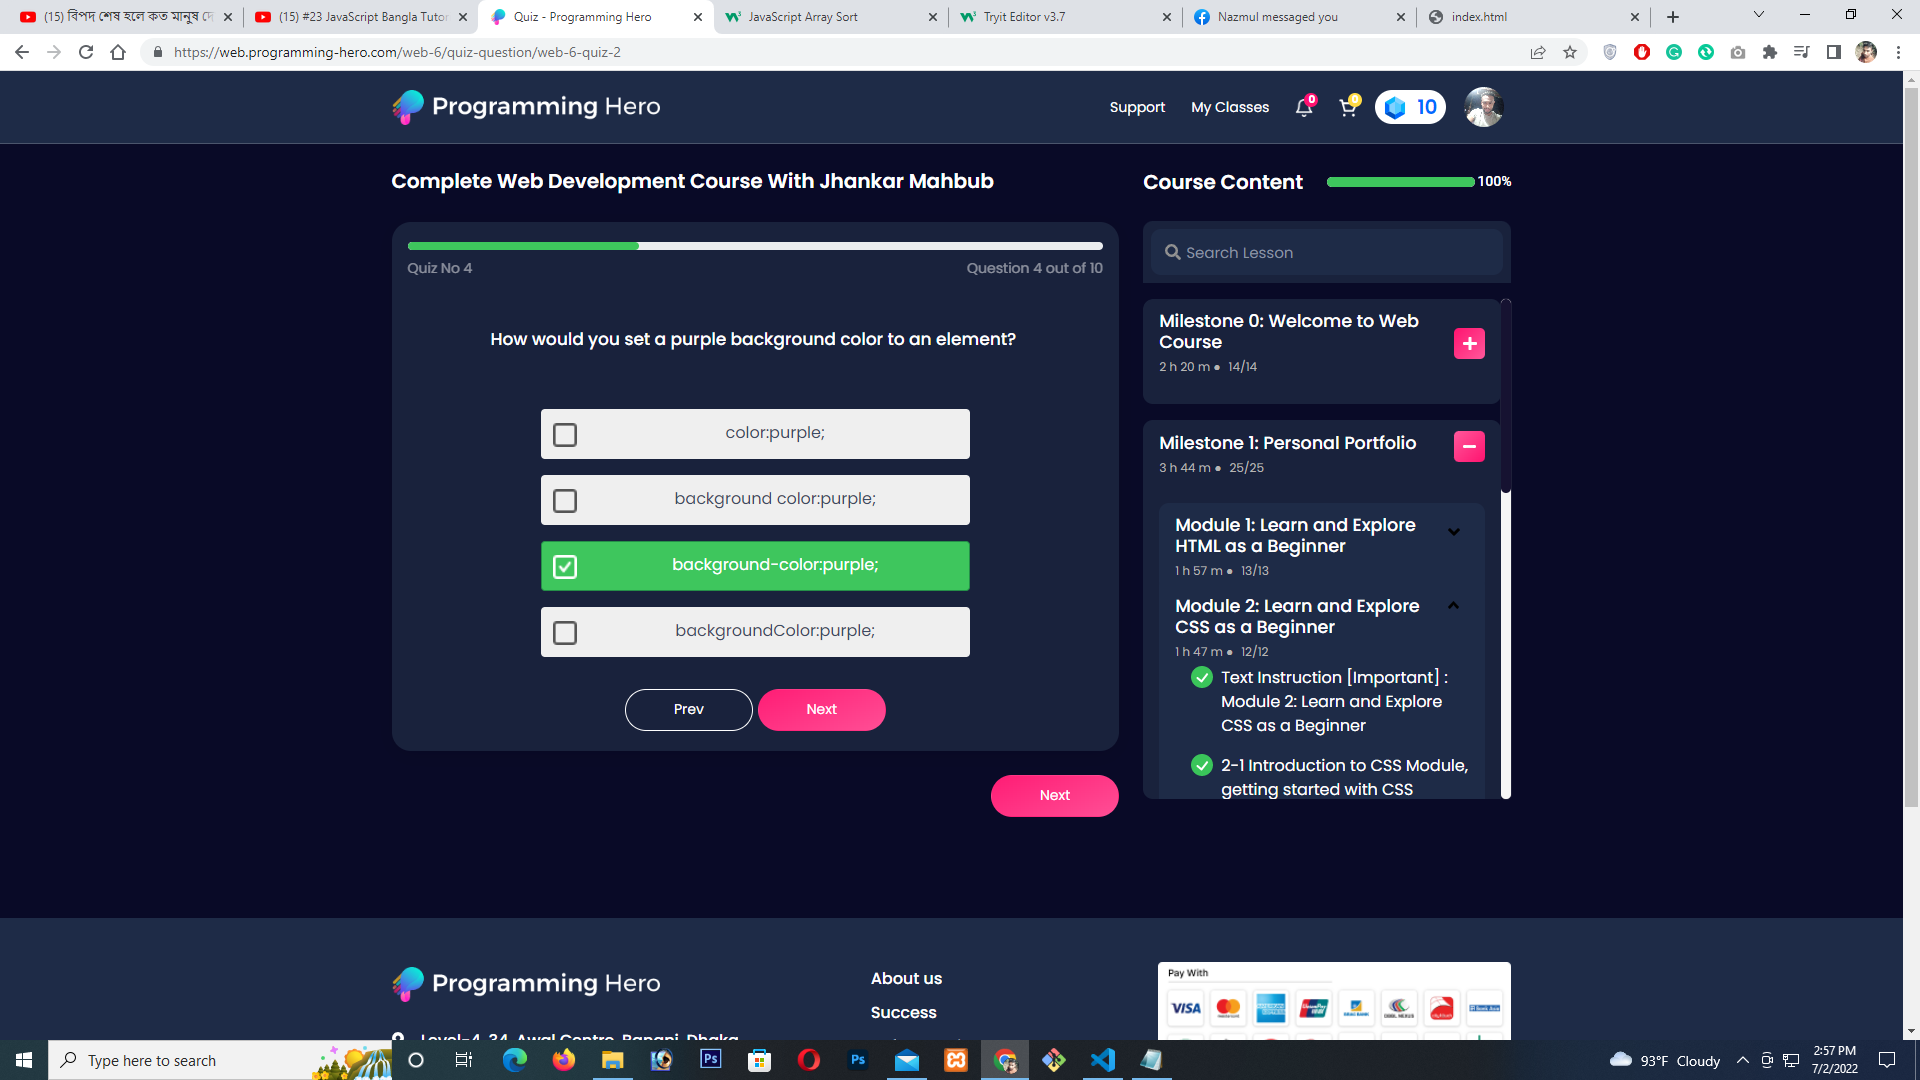 (15) বিপদ শেষ হলে কত মানুষ দে
(15) #23 JavaScript Bangla Tutor
Quiz - Programming Hero
JavaScript Array Sort
Tryit Editor v3.7
Nazmul messaged you
index.html
https://web.programming-hero.com/web-6/quiz-question/web-6-quiz-2
Programming Hero
Support
My Classes
0
0
10
Complete Web Development Course With Jhankar Mahbub
Quiz No 4
Question 4 out of 10
How would you set a purple background color to an element?
color:purple;
background color:purple;
background-color:purple;
backgroundColor:purple;
Prev
Next
Next
Course Content
100%
Search Lesson
Milestone 0: Welcome to Web
Course
2 h 20 m ● 14/14
Milestone 1: Personal Portfolio
3 h 44 m ● 25/25
Module 1: Learn and Explore
HTML as a Beginner
1 h 57 m ● 13/13
Module 2: Learn and Explore
CSS as a Beginner
1 h 47 m ● 12/12
Text Instruction [Important] :
Module 2: Learn and Explore
CSS as a Beginner
2-1 Introduction to CSS Module,
getting started with CSS
Programming Hero
Level-4, 34, Awal Centre, Banani, Dhaka
About us
Success
Pay With
VISA
Type here to search
Ps
Ps
93°F Cloudy
2:57 PM
7/2/2022